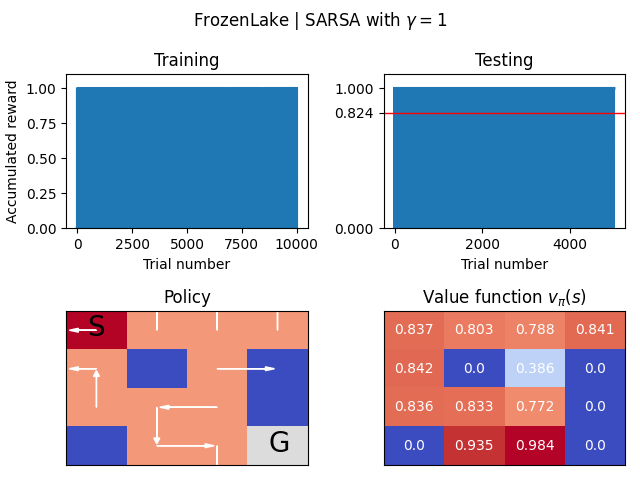 FrozenLake | SARSA with γ = 1
Training
Accumulated reward
1.00
0.75
0.50
0.25
0.00
0 2500 5000 7500 10000
Trial number
Testing
1.000
0.824
0.000
0 2000 4000
Trial number
Policy
S
G
Value function vπ(s)
0.837 0.803 0.788 0.841
0.842 0.0 0.386 0.0
0.836 0.833 0.772 0.0
0.0 0.935 0.984 0.0